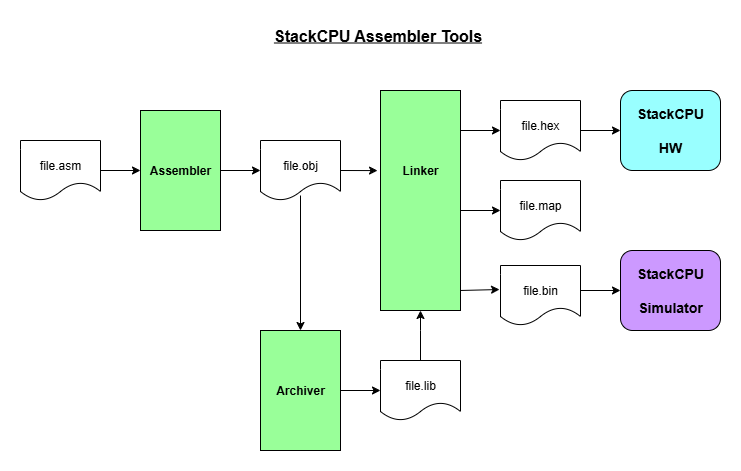 StackCPU Assembler Tools
file.asm
Assembler
file.obj
Linker
file.hex
StackCPU
HW
file.map
file.bin
StackCPU
Simulator
Archiver
file.lib